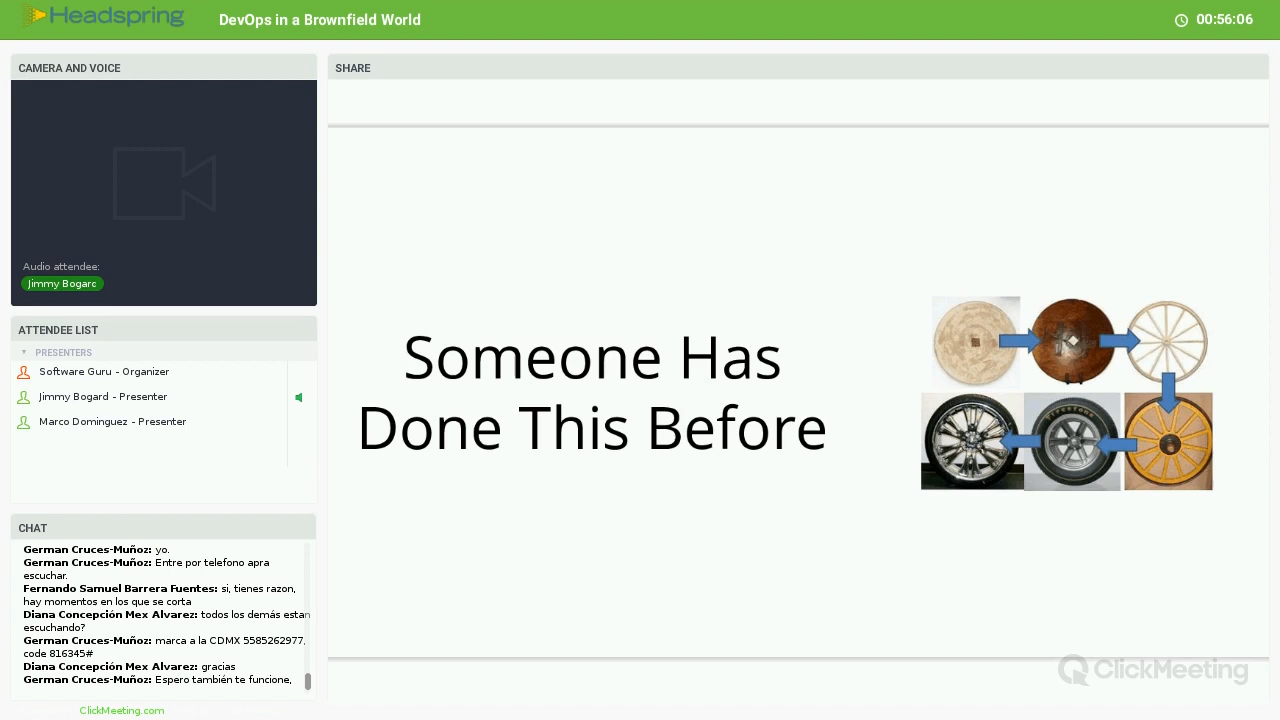 Headspring
DevOps in a Brownfield World
00:56:06
CAMERA AND VOICE
Audio attendee:
Jimmy Bogarc
ATTENDEE LIST
PRESENTERS
Software Guru - Organizer
Jimmy Bogard - Presenter
Marco Dominguez - Presenter
CHAT
German Cruces-Muñoz: yo.
German Cruces-Muñoz: Entre por telefono apra
escuchar.
Fernando Samuel Barrera Fuentes: si, tienes razon,
hay momentos en los que se corta
Diana Concepción Mex Alvarez: todos los demás estan
escuchando?
German Cruces-Muñoz: marca a la CDMX 5585262977,
code 816345#
Diana Concepción Mex Alvarez: gracias
German Cruces-Muñoz: Espero también te funcione,
ClickMeeting.com
SHARE
Someone Has
Done This Before
Firestone
ClickMeeting